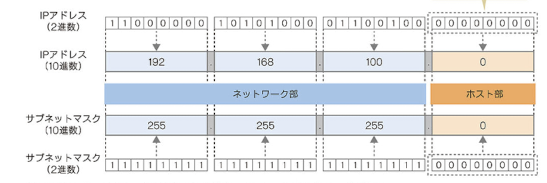 IPアドレス
(2進数)
1 1 0 0 0 0 0 0 1 0 1 0 1 0 0 0 0 1 1 0 0 1 0 0 0 0 0 0 0 0 0 0
IPアドレス
(10進数)
192 . 168 . 100 . 0
ネットワーク部 ホスト部
サブネットマスク
(10進数)
255 . 255 . 255 . 0
サブネットマスク
(2進数)
1 1 1 1 1 1 1 1 1 1 1 1 1 1 1 1 1 1 1 1 1 1 1 1 0 0 0 0 0 0 0 0